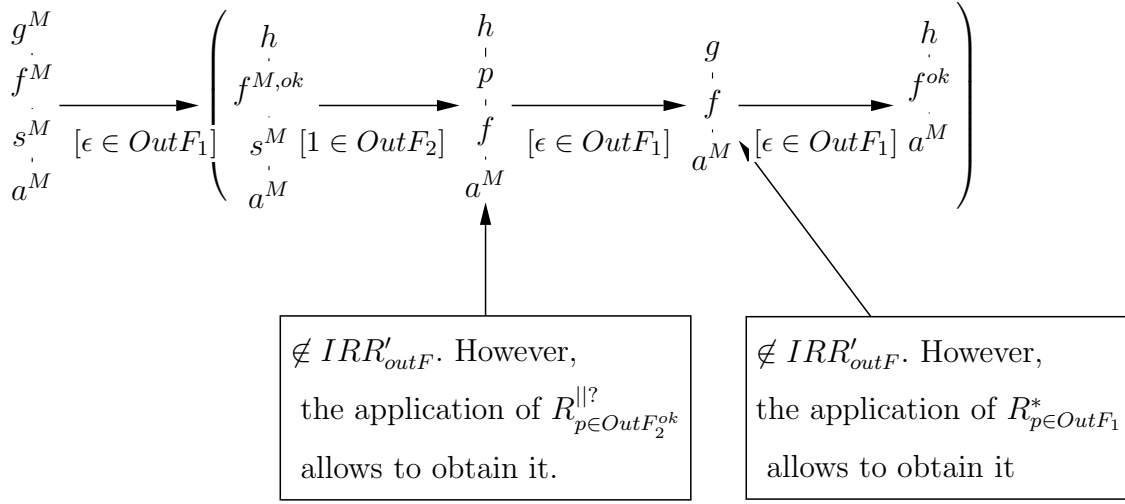 g^M
f^M
s^M
a^M
[ϵ ∈ OutF_1]
h
f^{M,ok}
s^M
a^M
[1 ∈ OutF_2]
h
p
f
a^M
[ϵ ∈ OutF_1]
g
f
a^M
[ϵ ∈ OutF_1]
h
f^{ok}
a^M
∉ IRR'_{outF}. However,
the application of R^{||?}_{p∈OutF_2^{ok}}
allows to obtain it.
∉ IRR'_{outF}. However,
the application of R^*_{p∈OutF_1}
allows to obtain it